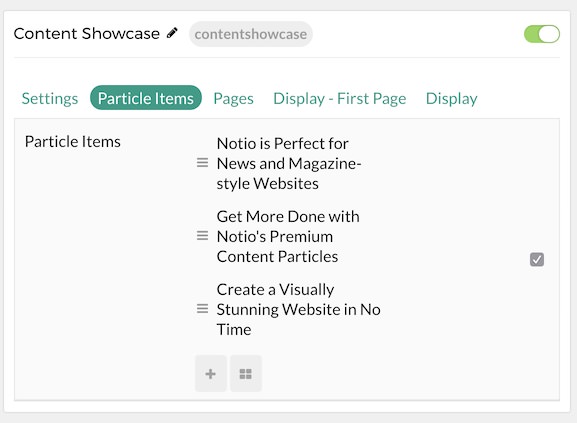 Content Showcase contentshowcase
Settings Particle Items Pages Display - First Page Display
Particle Items
Notio is Perfect for
News and Magazine-
style Websites
Get More Done with
Notio's Premium
Content Particles
Create a Visually
Stunning Website in No
Time